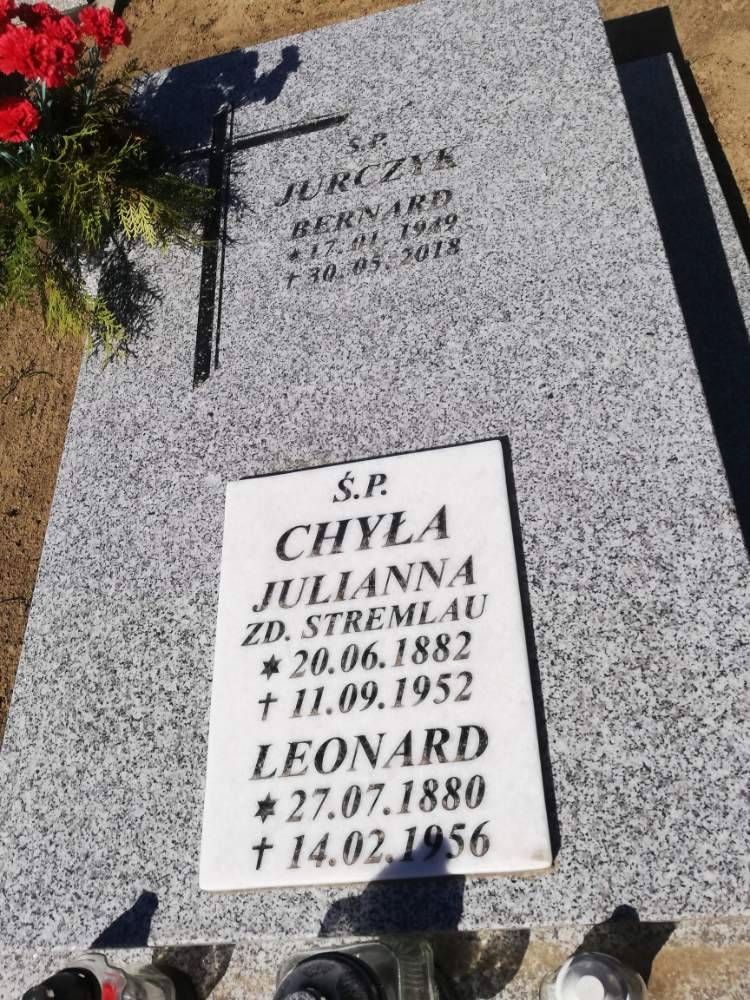 Ś.P.
JURCZYK
BERNARD
* 17. 01. 1939
† 30. 05. 2018
Ś.P.
CHYŁA
JULIANNA
ZD. STREMLAU
* 20.06.1882
† 11.09.1952
LEONARD
* 27.07.1880
† 14.02.1956